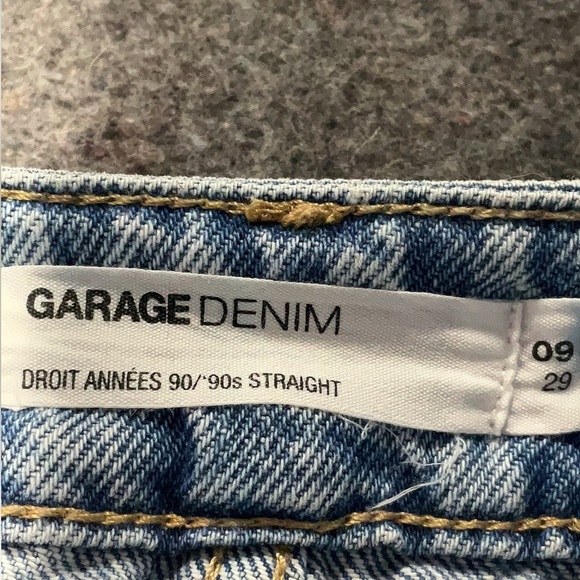 GARAGE DENIM
DROIT ANNÉES 90/'90s STRAIGHT
09
29